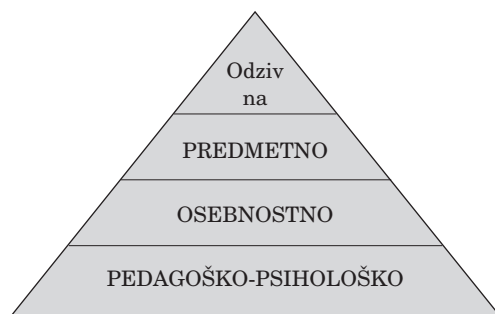 Odziv
na
PREDMETNO
OSEBNOSTNO
PEDAGOŠKO-PSIHOLOŠKO